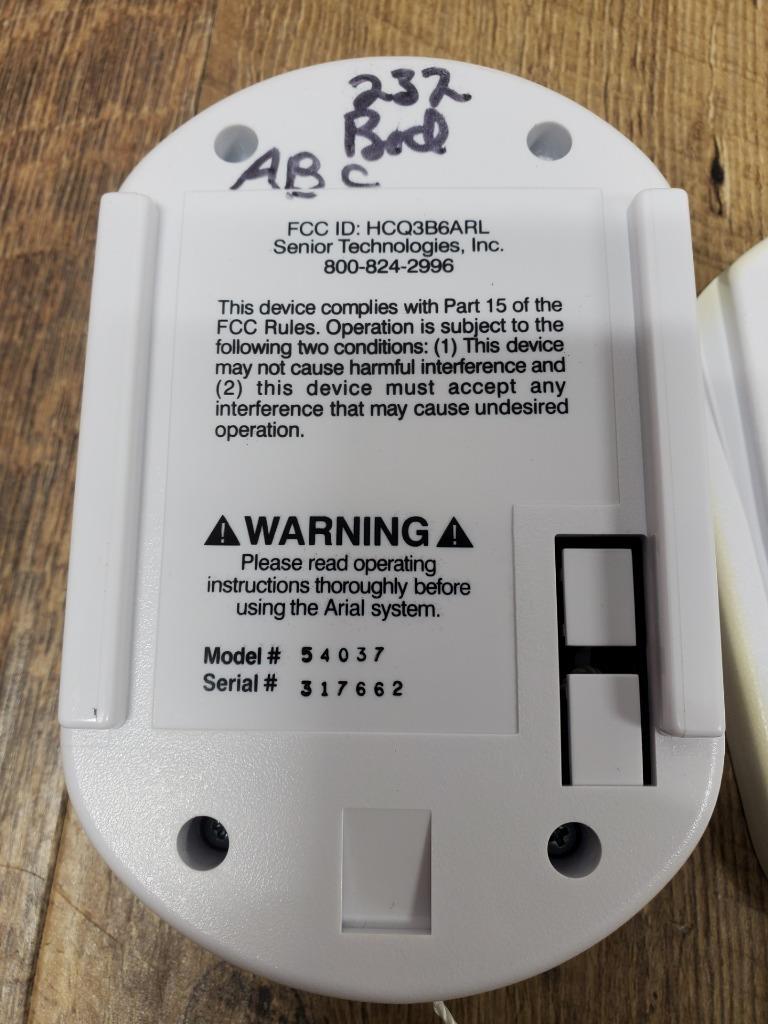 232
Bed
ABC
FCC ID: HCQ3B6ARL
Senior Technologies, Inc.
800-824-2996
This device complies with Part 15 of the
FCC Rules. Operation is subject to the
following two conditions: (1) This device
may not cause harmful interference and
(2) this device must accept any
interference that may cause undesired
operation.
WARNING
Please read operating
instructions thoroughly before
using the Arial system.
Model # 54037
Serial # 317662